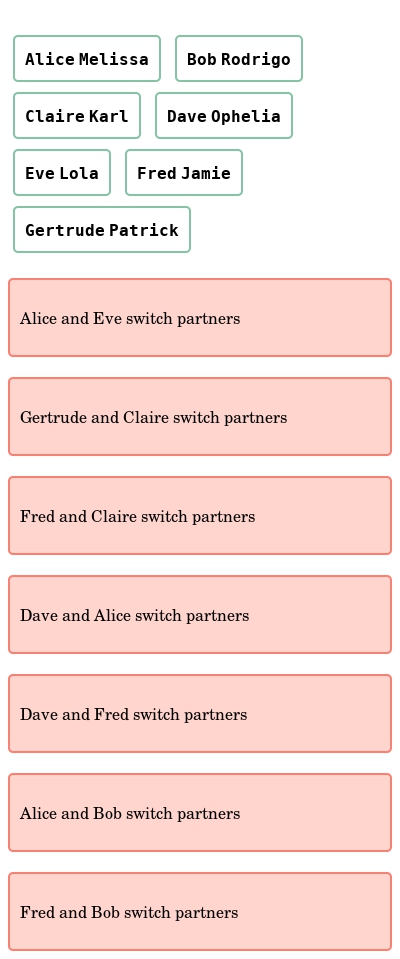 Alice Melissa Bob Rodrigo
Claire Karl Dave Ophelia
Eve Lola Fred Jamie
Gertrude Patrick
Alice and Eve switch partners
Gertrude and Claire switch partners
Fred and Claire switch partners
Dave and Alice switch partners
Dave and Fred switch partners
Alice and Bob switch partners
Fred and Bob switch partners